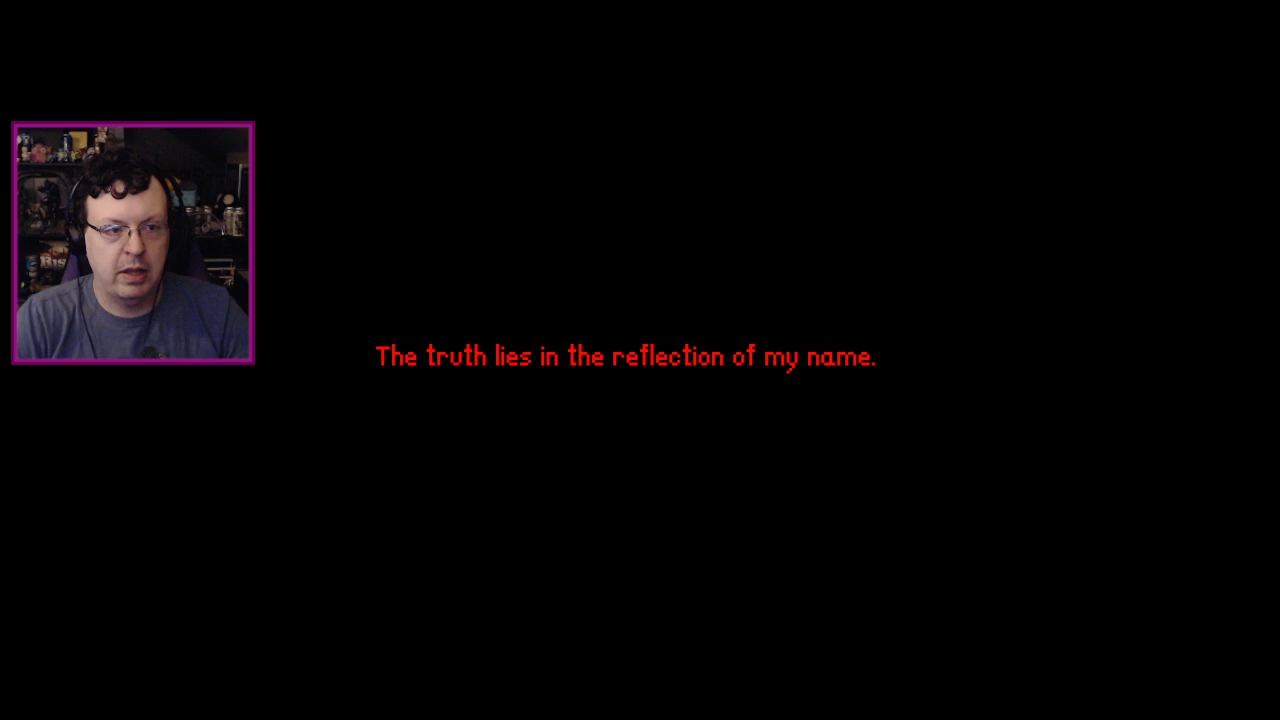 The truth lies in the reflection of my name.